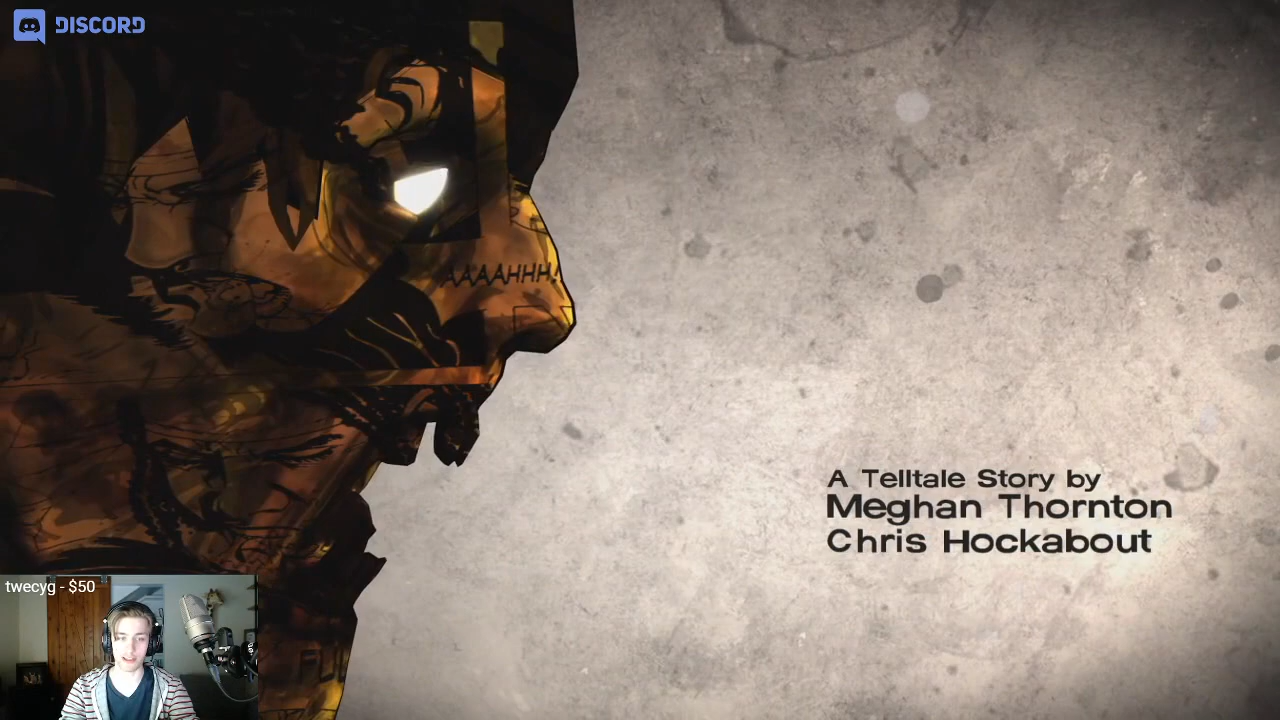 DISCORD
AAAAHHH!
A Telltale Story by
Meghan Thornton
Chris Hockabout
twecyg - $50